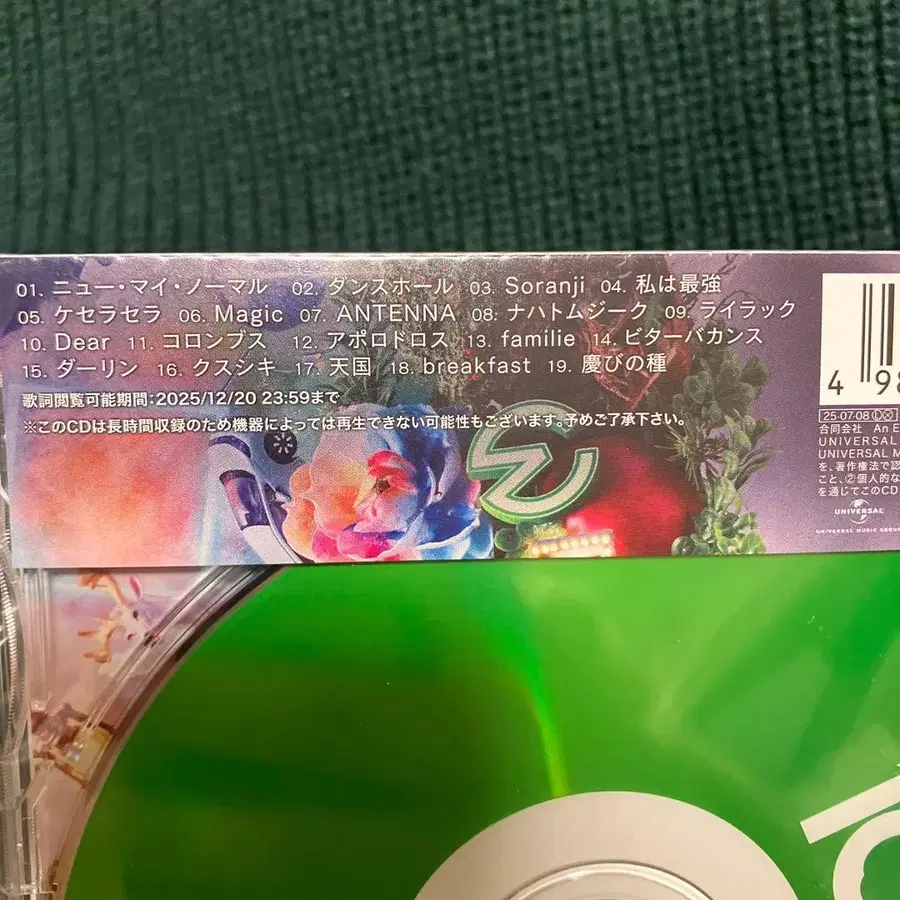 01. ニュー・マイ・ノーマル 02. ダンスホール 03. Soranji 04. 私は最強
05. ケセラセラ 06. Magic 07. ANTENNA 08. ナハトムジーク 09. ライラック
10. Dear 11. コロンブス 12. アポロドロス 13. familie 14. ビターバカンス
15. ダーリン 16. クスシキ 17. 天国 18. breakfast 19. 慶びの種
歌詞閲覧可能期間：2025/12/20 23:59まで
※このCDは長時間収録のため機器によっては再生できない可能性もございます。予めご了承下さい。
4 98
25-07-08
合同会社 An E
UNIVERSAL
UNIVERSAL M
を、著作権法で認
こと、②個人的な
を通じてこのCD
UNIVERSAL
UNIVERSAL MUSIC GROUP